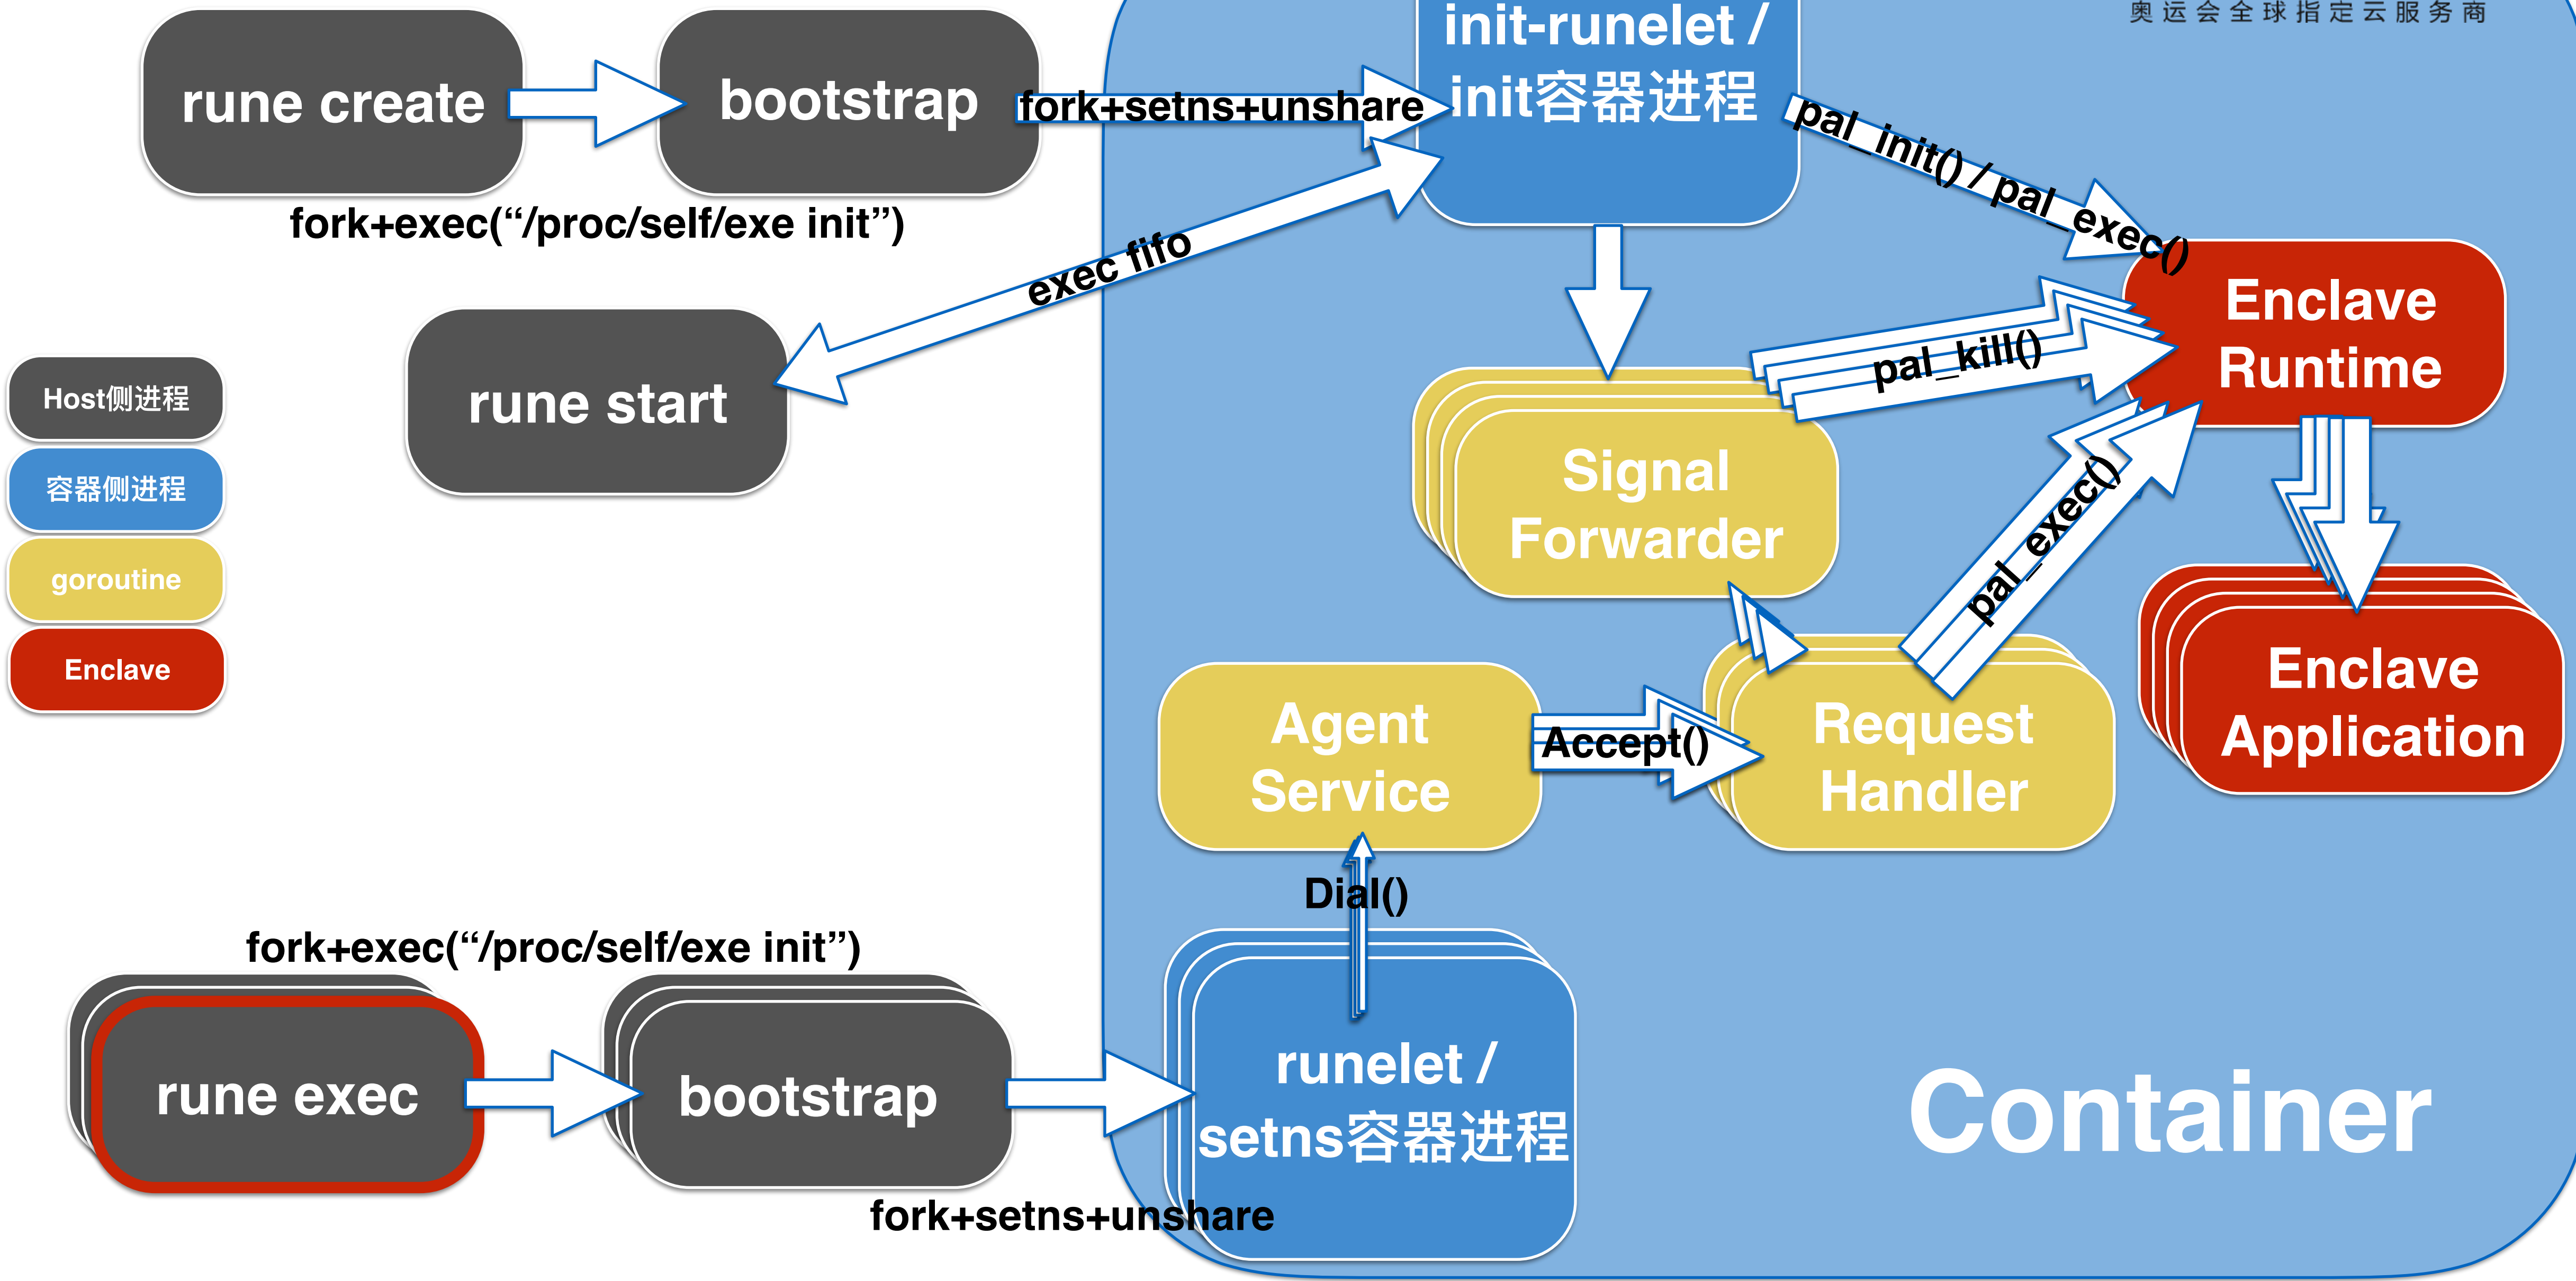 奥运会全球指定云服务商
init-runelet /
init容器进程
rune create
bootstrap
fork+setns+unshare
pal_init() / pal_exec()
fork+exec(“/proc/self/exe init”)
exec fifo
rune start
Enclave
Runtime
pal_kill()
Host侧进程
容器侧进程
goroutine
Enclave
Signal
Forwarder
pal_exec()
Agent
Service
Accept()
Request
Handler
Enclave
Application
Dial()
fork+exec(“/proc/self/exe init”)
rune exec
bootstrap
runelet /
setns容器进程
fork+setns+unshare
Container